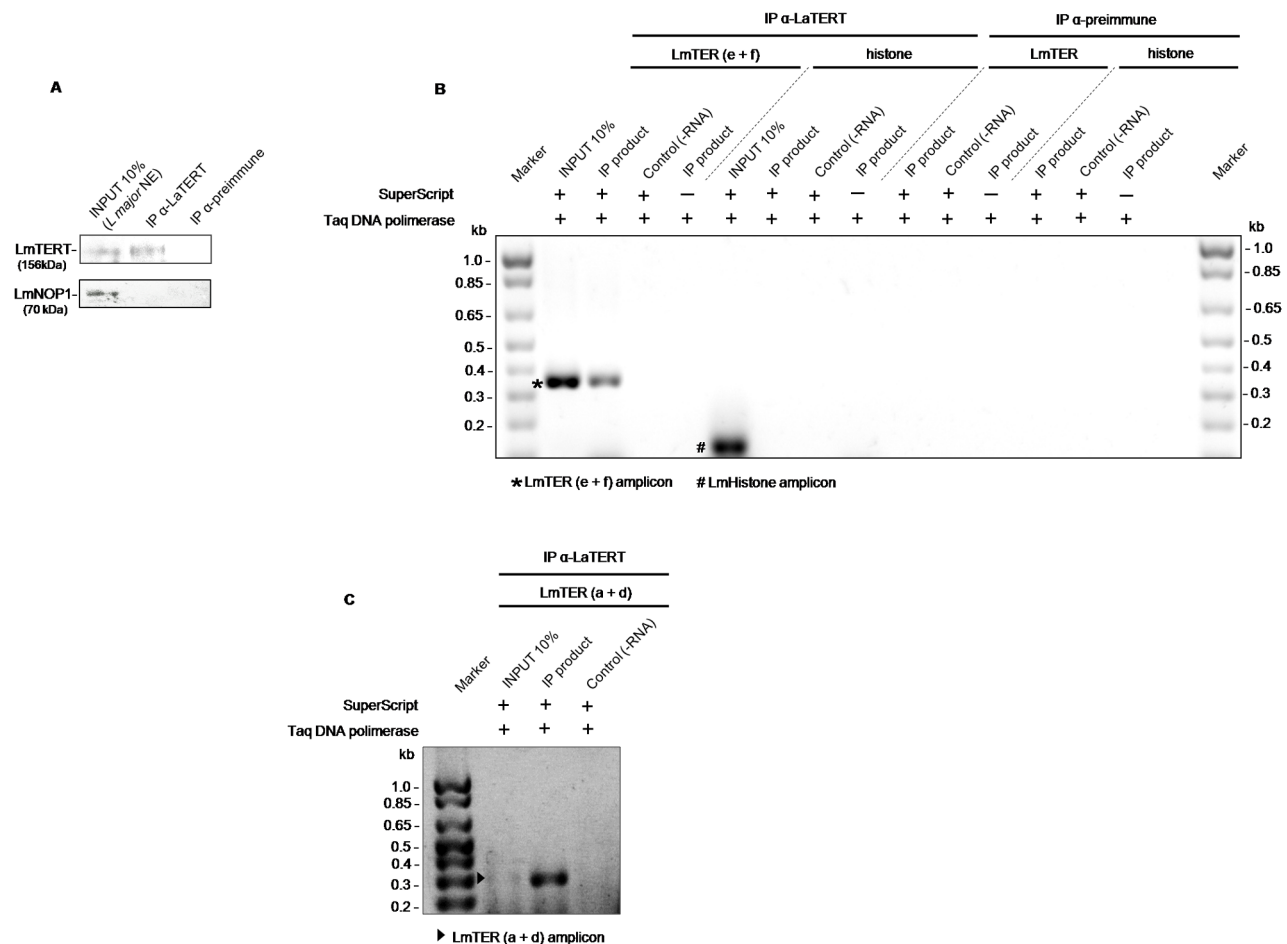 A
INPUT 10%
(L major NE)
IP α-LaTERT
IP α-preimmune
LmTERT-
(156kDa)
LmNOP1-
(70 kDa)
B
IP α-LaTERT
IP α-preimmune
LmTER (e + f)
histone
LmTER
histone
Marker
INPUT 10%
IP product
Control (-RNA)
IP product
INPUT 10%
IP product
Control (-RNA)
IP product
IP product
Control (-RNA)
IP product
IP product
Control (-RNA)
IP product
Marker
SuperScript + + + – + + + – + + – + + –
Taq DNA polimerase + + + + + + + + + + + + + +
kb
kb
1.0 -
0.85 -
0.65 -
0.5 -
0.4 -
0.3 -
0.2 -
- 1.0
- 0.85
- 0.65
- 0.5
- 0.4
- 0.3
- 0.2
*
#
* LmTER (e + f) amplicon
# LmHistone amplicon
C
IP α-LaTERT
LmTER (a + d)
Marker
INPUT 10%
IP product
Control (-RNA)
SuperScript + + +
Taq DNA polimerase + + +
kb
1.0 -
0.85 -
0.65 -
0.5 -
0.4 -
0.3 -
0.2 -
LmTER (a + d) amplicon